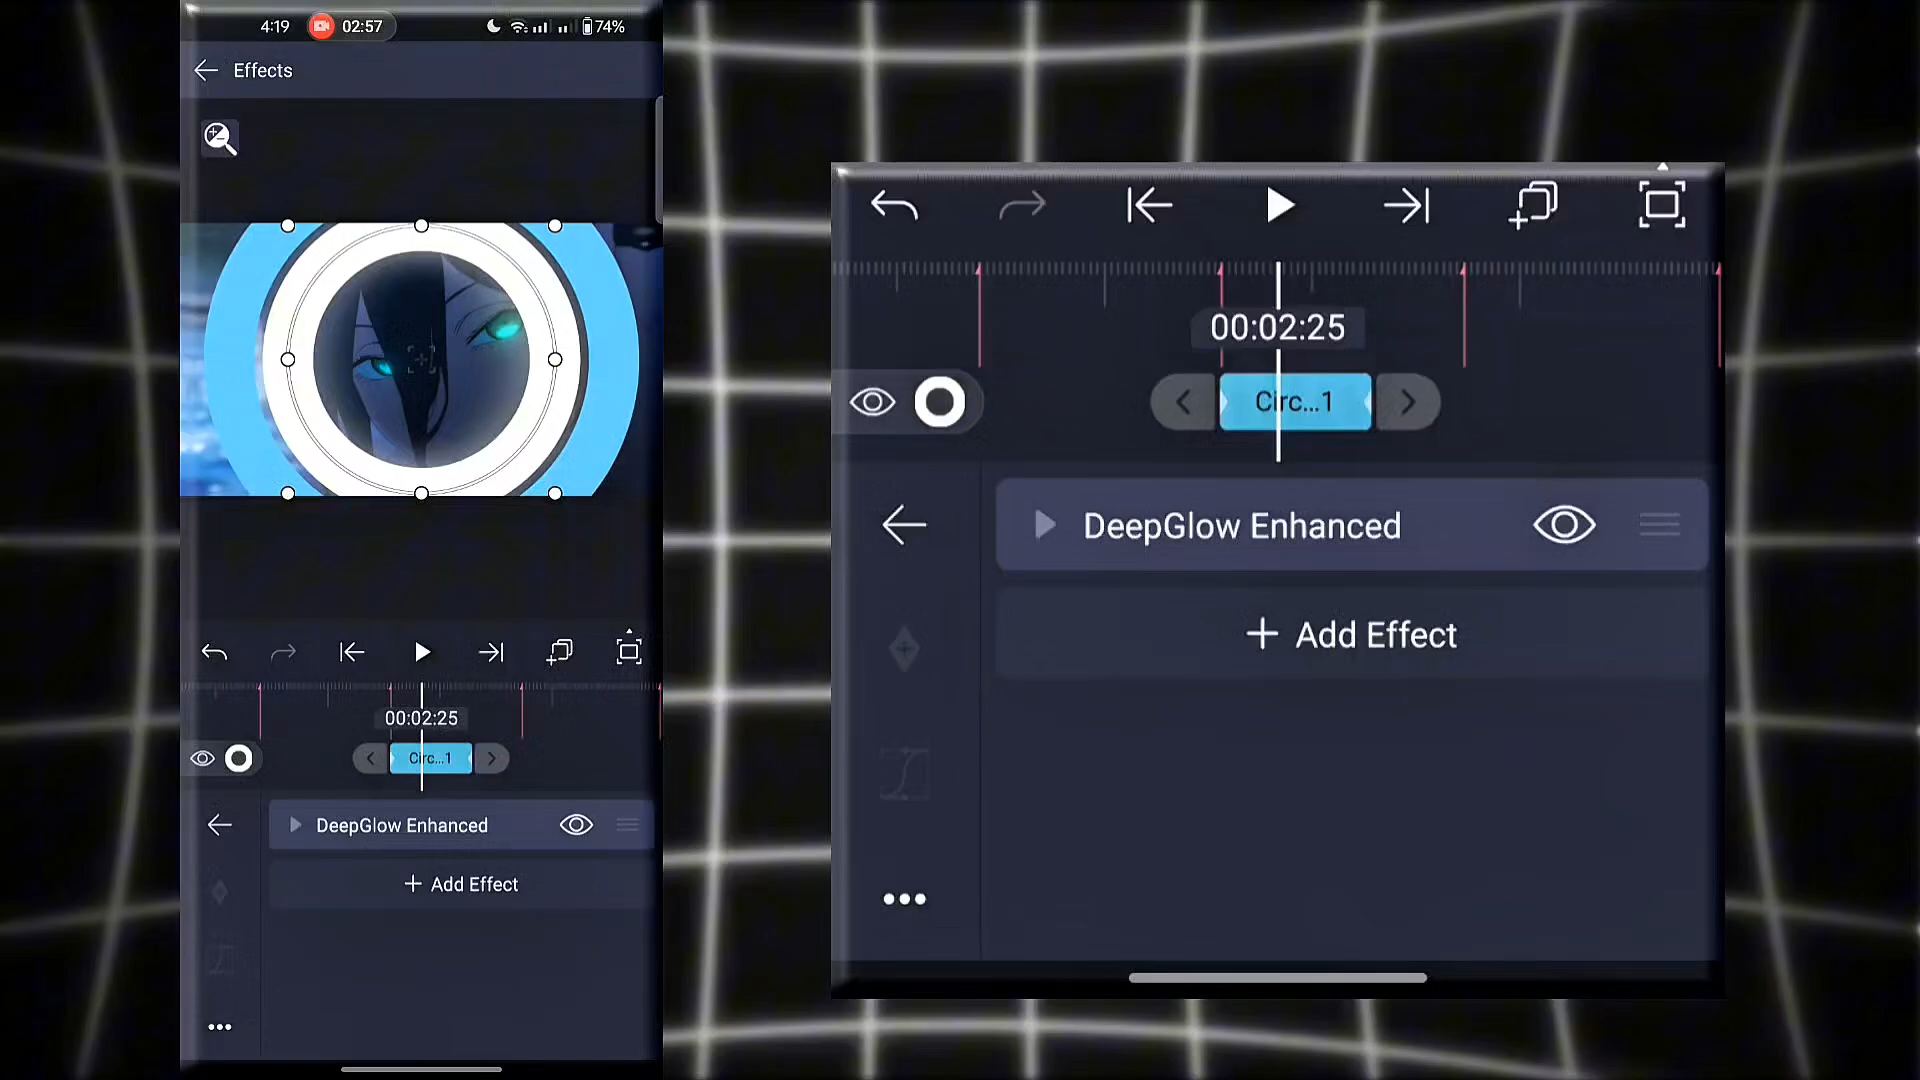 4:19 02:57 74%
Effects
00:02:25
Circ...1
DeepGlow Enhanced
+ Add Effect
00:02:25
Circ...1
DeepGlow Enhanced
+ Add Effect